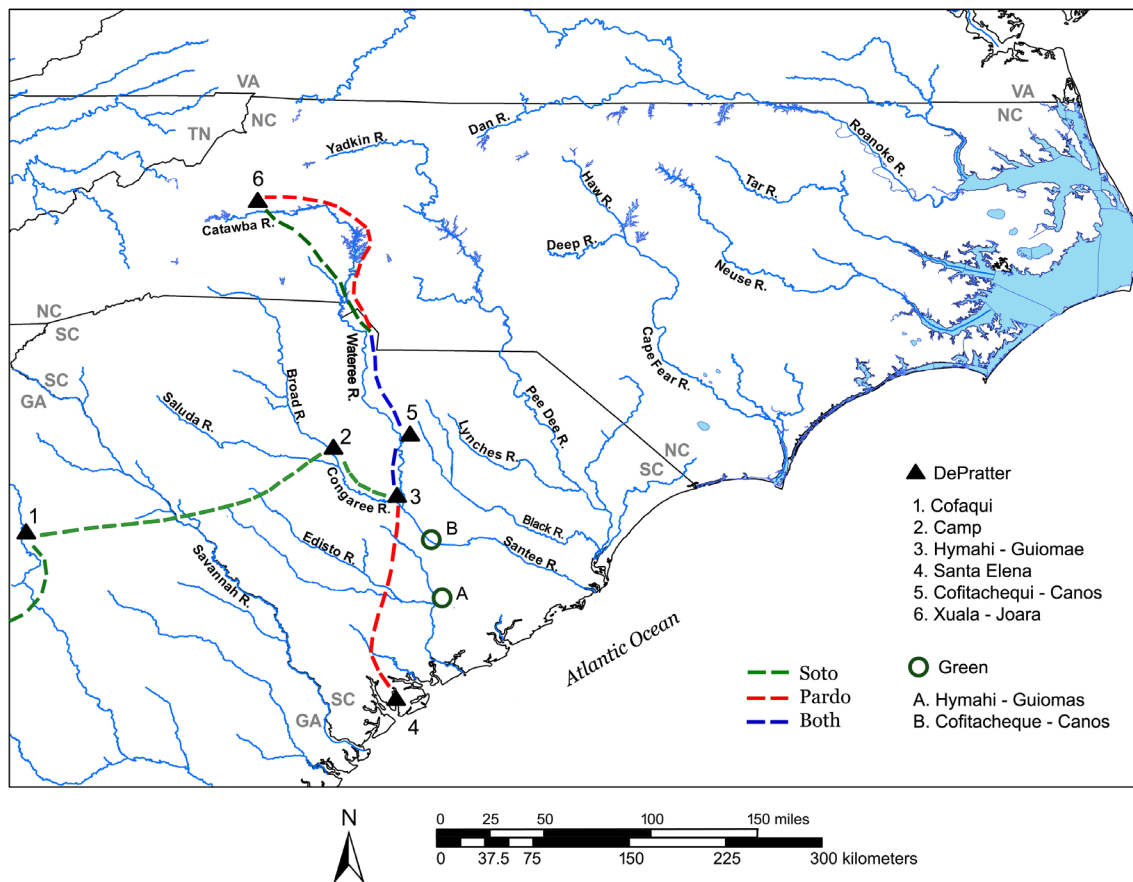 VA
VA
NC
TN
NC
Dan R.
Roanoke R.
Yadkin R.
6
Haw R.
Tar R.
Catawba R.
Deep R.
Neuse R.
NC
SC
SC
GA
Wateree R.
Cape Fear R.
Broad R.
Saluda R.
5
Pee Dee R.
Lynches R.
2
NC
SC
3
Congaree R.
1
B
Black R.
Edisto R.
Santee R.
Savannah R.
A
Atlantic Ocean
SC
GA
4
DePratter
1. Cofaqui
2. Camp
3. Hymahi - Guiomae
4. Santa Elena
5. Cofitachequi - Canos
6. Xuala - Joara
Soto
Pardo
Both
Green
A. Hymahi - Guiomas
B. Cofitacheque - Canos
N
0 25 50 100 150 miles
0 37.5 75 150 225 300 kilometers